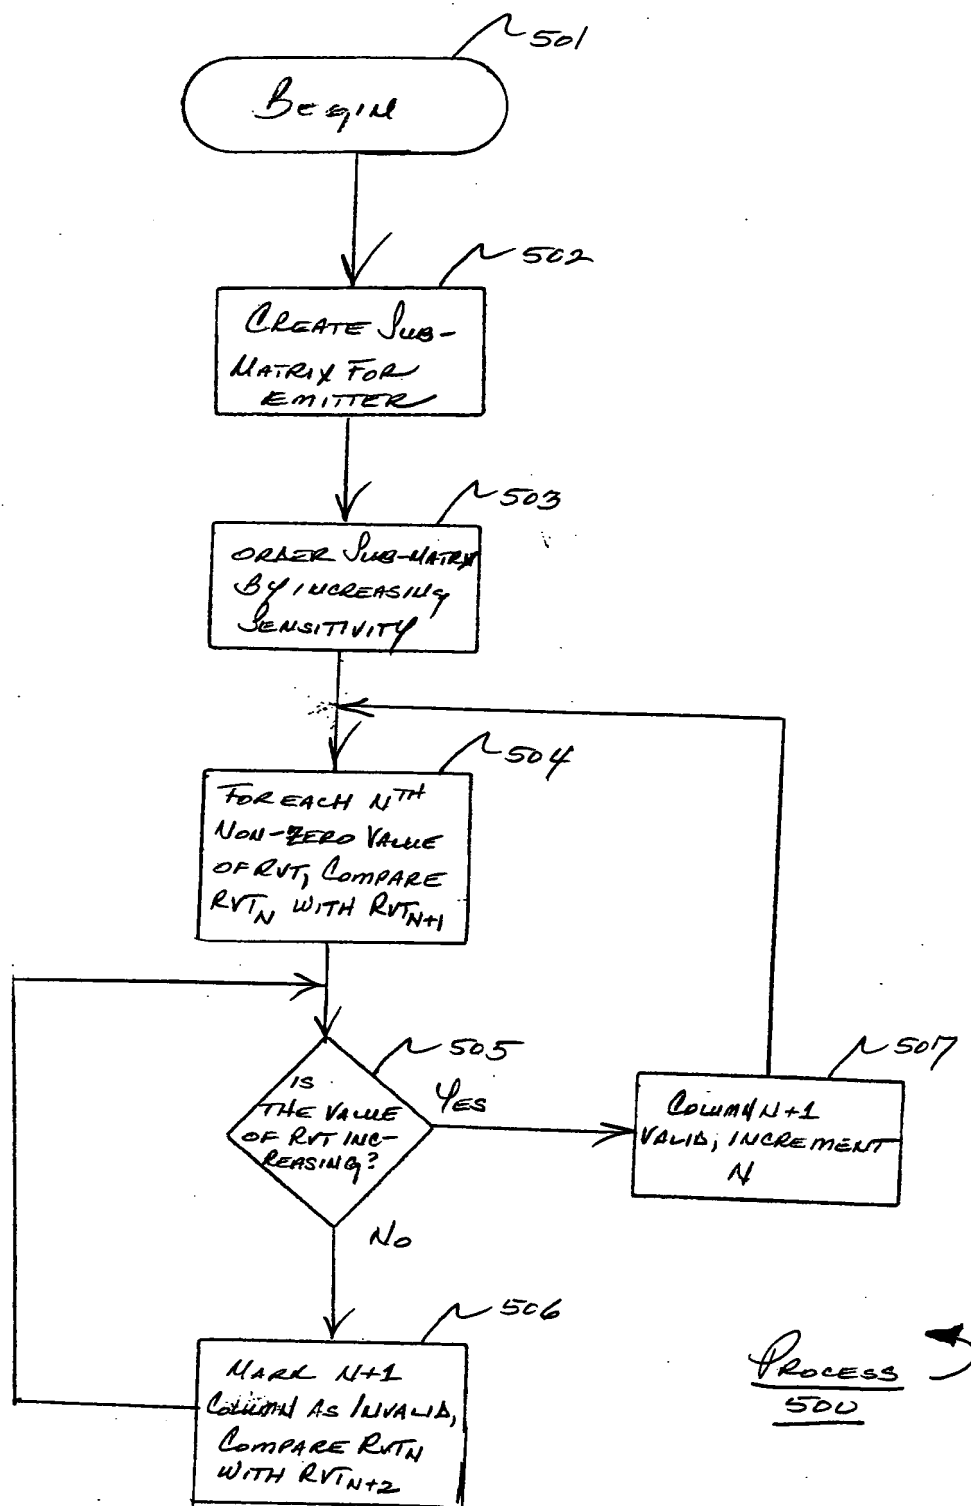 501
Begin
502
Create Sub-
Matrix For
Emitter
503
Order Sub-Matrix
By Increasing
Sensitivity
504
For each Nth
Non-Zero Value
of RVT, Compare
RVTN with RVTN+1
505
Is
the Value
of RVT Inc-
reasing?
Yes
507
Column N+1
Valid; Increment
N
No
506
Mark N+1
Column as Invalid,
Compare RVTN
with RVTN+2
Process
500